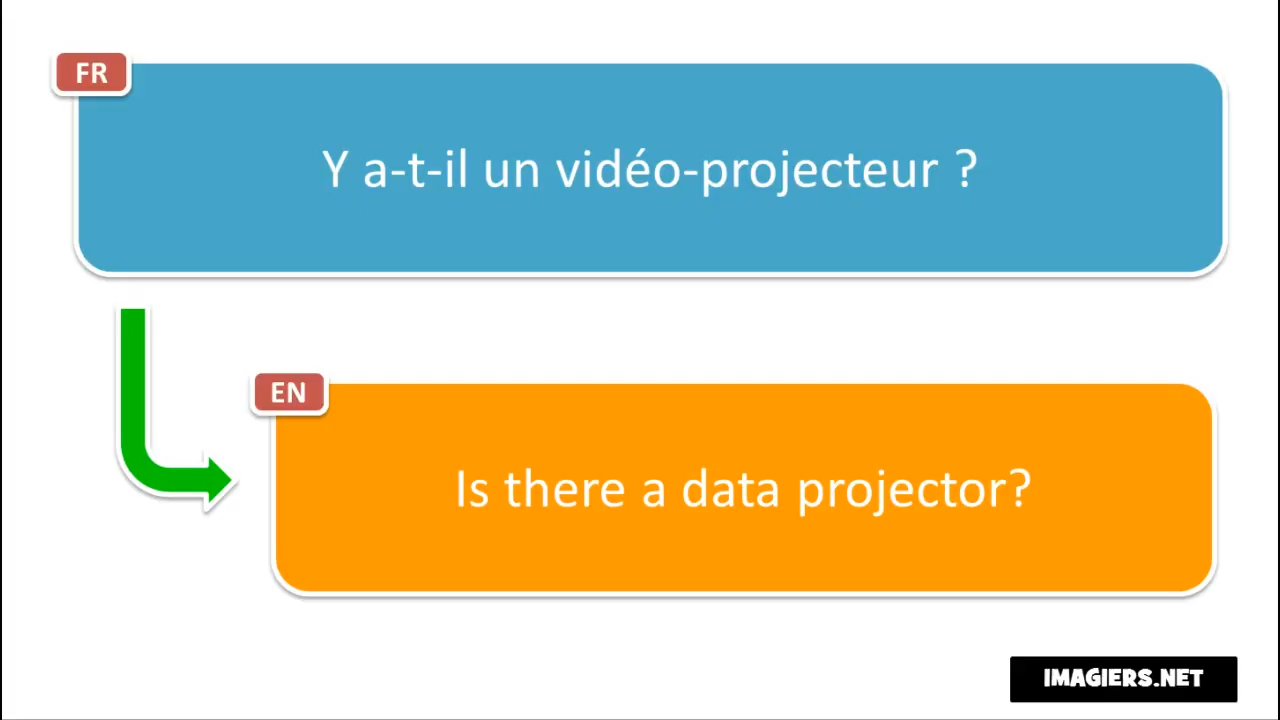 FR
Y a-t-il un vidéo-projecteur ?
EN
Is there a data projector?
IMAGIERS.NET